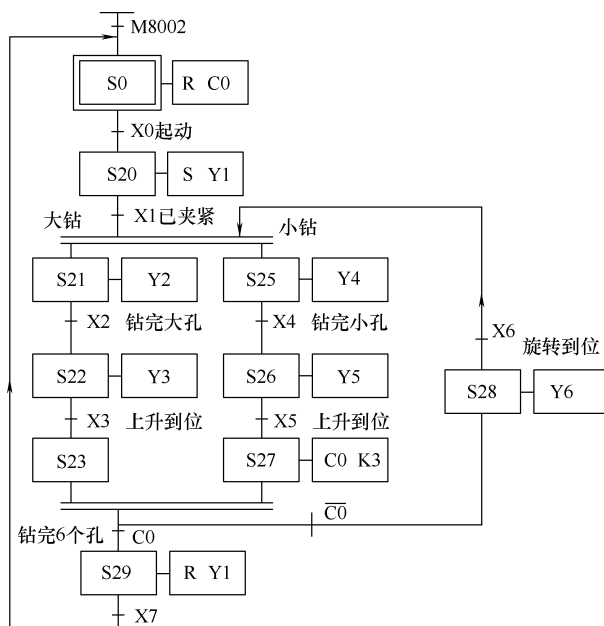 M8002
S0 R C0
X0起动
S20 S Y1
大钻 X1已夹紧 小钻
S21 Y2 S25 Y4
X2 钻完大孔 X4 钻完小孔 X6
旋转到位
S22 Y3 S26 Y5 S28 Y6
X3 上升到位 X5 上升到位
S23 S27 C0 K3
C̅0̅
钻完6个孔 C0
S29 R Y1
X7